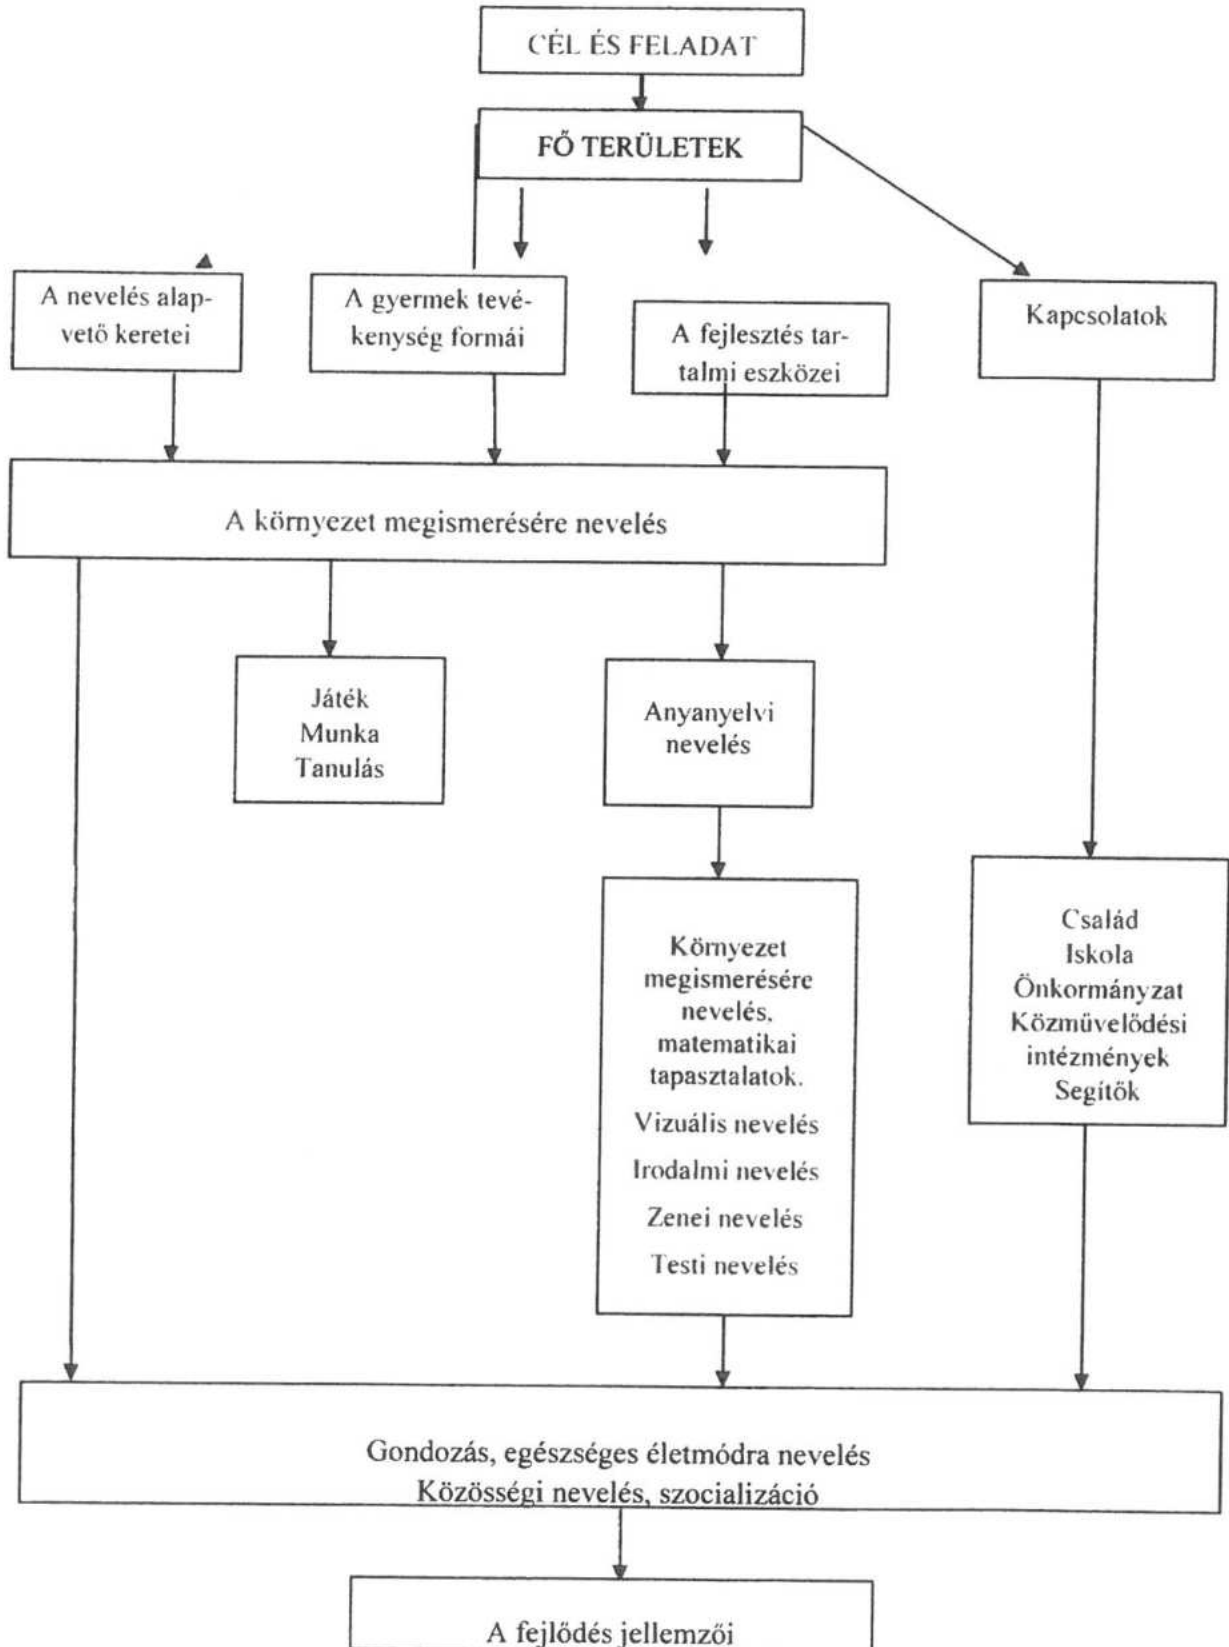 CÉL ÉS FELADAT
FŐ TERÜLETEK
A nevelés alap-
vető keretei
A gyermek tevé-
kenység formái
A fejlesztés tar-
talmi eszközei
Kapcsolatok
A környezet megismerésére nevelés
Játék
Munka
Tanulás
Anyanyelvi
nevelés
Környezet
megismerésére
nevelés,
matematikai
tapasztalatok.
Vizuális nevelés
Irodalmi nevelés
Zenei nevelés
Testi nevelés
Család
Iskola
Önkormányzat
Közművelődési
intézmények
Segítők
Gondozás, egészséges életmódra nevelés
Közösségi nevelés, szocializáció
A fejlődés jellemzői